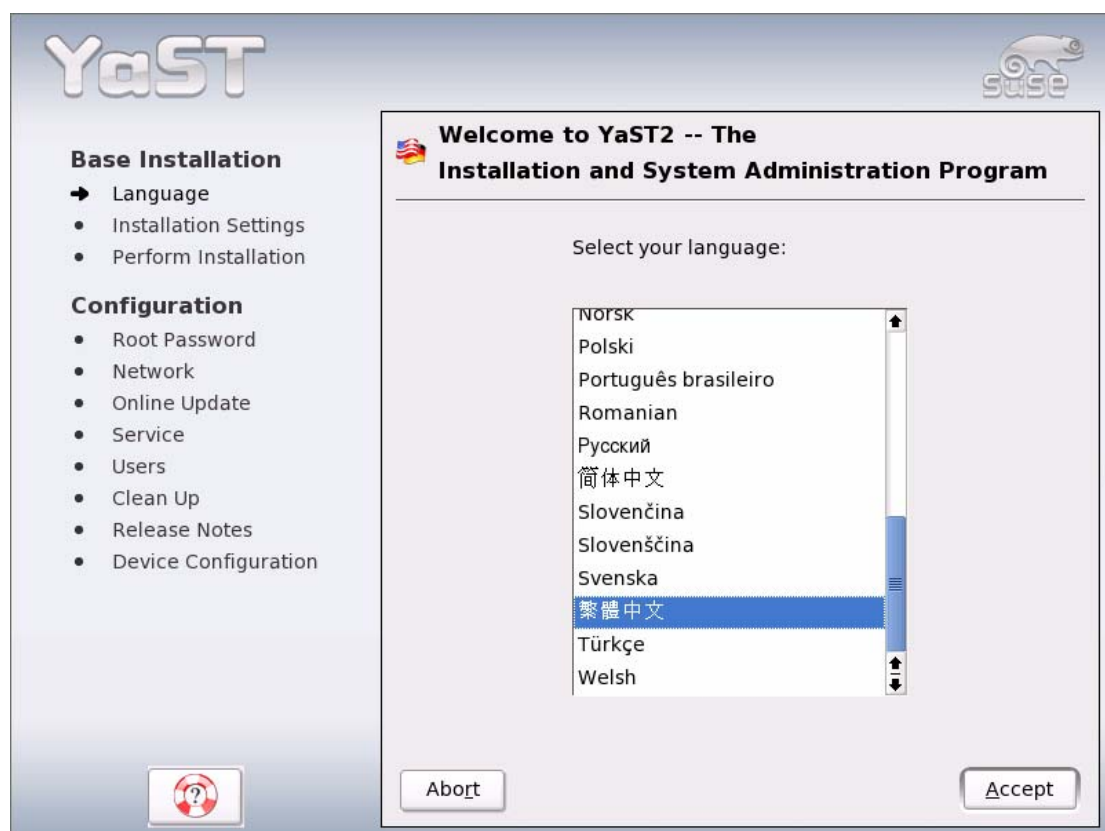 YaST
suse
Base Installation
Language
Installation Settings
Perform Installation
Configuration
Root Password
Network
Online Update
Service
Users
Clean Up
Release Notes
Device Configuration
Welcome to YaST2 -- The
Installation and System Administration Program
Select your language:
Norsk
Polski
Português brasileiro
Romanian
Русский
简体中文
Slovenčina
Slovenščina
Svenska
繁體中文
Türkçe
Welsh
Abort
Accept